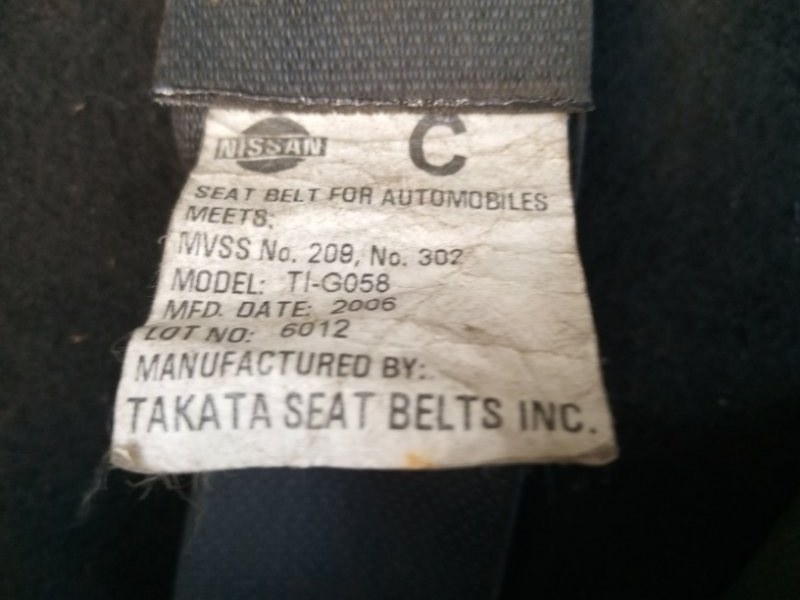 NISSAN C
SEAT BELT FOR AUTOMOBILES
MEETS:
MVSS No. 209, No. 302
MODEL: TI-G058
MFD. DATE: 2006
LOT NO: 6012
MANUFACTURED BY:
TAKATA SEAT BELTS INC.